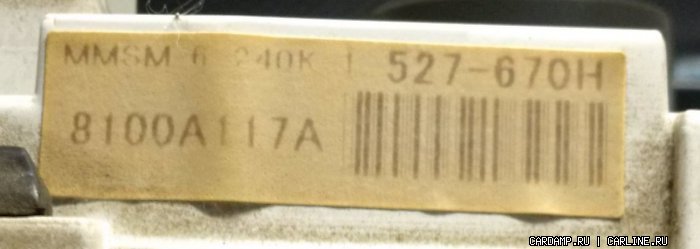 MMSM 6 240K 1 527-670H
8100A117A
CARDAMP.RU | CARLINE.RU